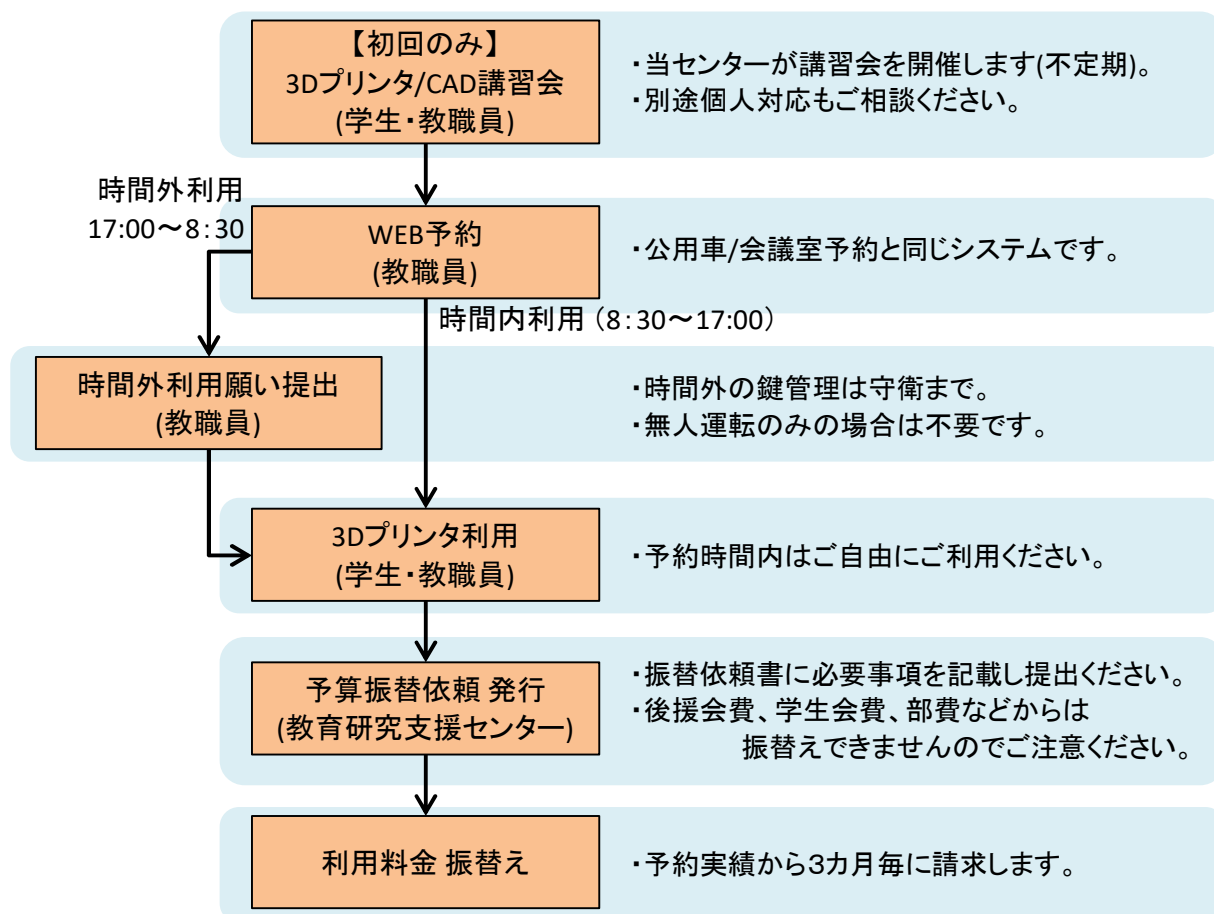 【初回のみ】
3Dプリンタ/CAD講習会
(学生・教職員)
・当センターが講習会を開催します(不定期)。
・別途個人対応もご相談ください。
時間外利用
17:00～8:30
WEB予約
(教職員)
・公用車/会議室予約と同じシステムです。
時間内利用（8:30～17:00）
時間外利用願い提出
(教職員)
・時間外の鍵管理は守衛まで。
・無人運転のみの場合は不要です。
3Dプリンタ利用
(学生・教職員)
・予約時間内はご自由にご利用ください。
予算振替依頼 発行
(教育研究支援センター)
・振替依頼書に必要事項を記載し提出ください。
・後援会費、学生会費、部費などからは
振替えできませんのでご注意ください。
利用料金 振替え
・予約実績から3カ月毎に請求します。